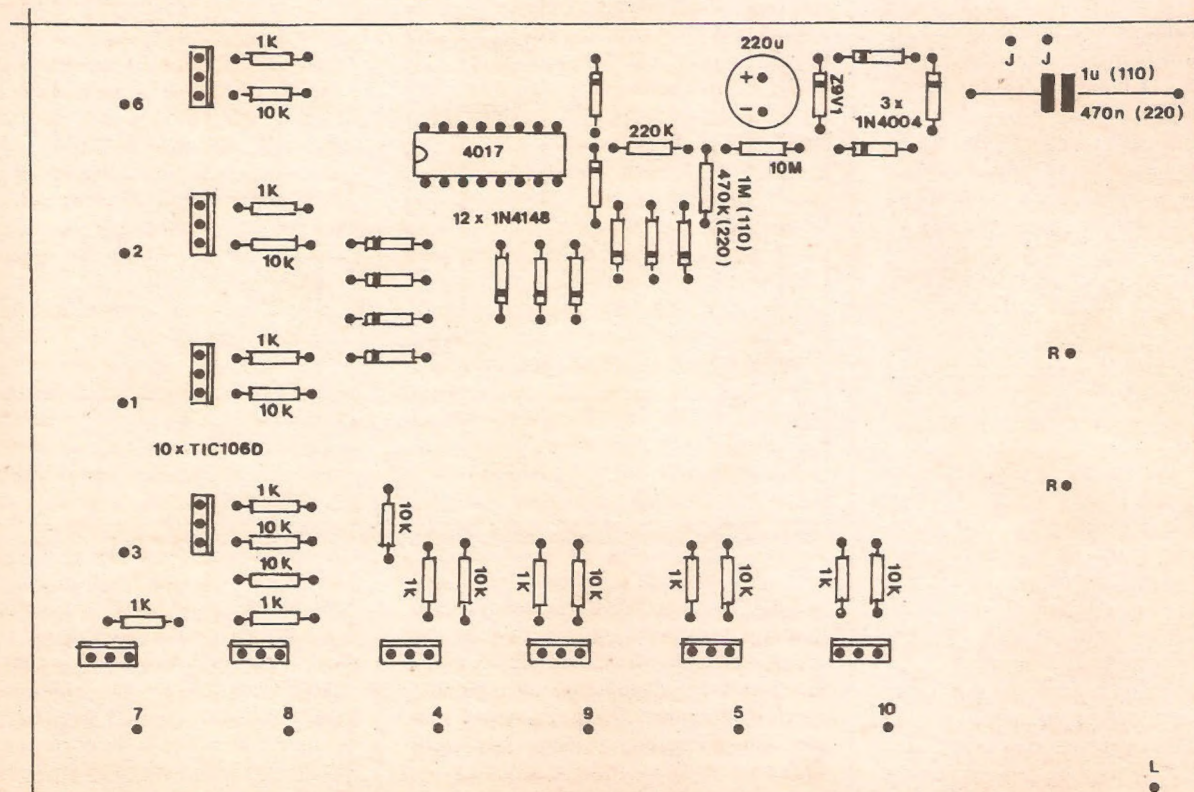 1K
10K
6
4017
220u
+
−
Z9V1
3 x
1N4004
J
J
1u (110)
470n (220)
220K
10M
1M (110)
470K(220)
12 x 1N4148
1K
10K
2
1K
10K
1
R
10 x TIC106D
R
1K
10K
3
10K
1K
1K
10K
1K
10K
1K
10K
1K
10K
1K
10K
7
8
4
9
5
10
L